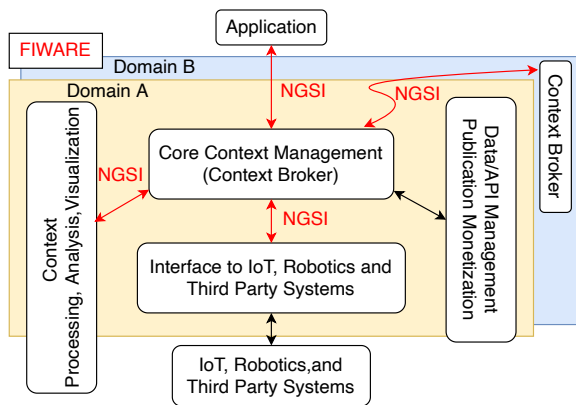 Application
FIWARE
Domain B
Domain A
NGSI
NGSI
Context Broker
Context
Processing, Analysis,Visualization
NGSI
Core Context Management
(Context Broker)
Data/API Management
Publication Monetization
NGSI
Interface to IoT, Robotics and
Third Party Systems
IoT, Robotics,and
Third Party Systems